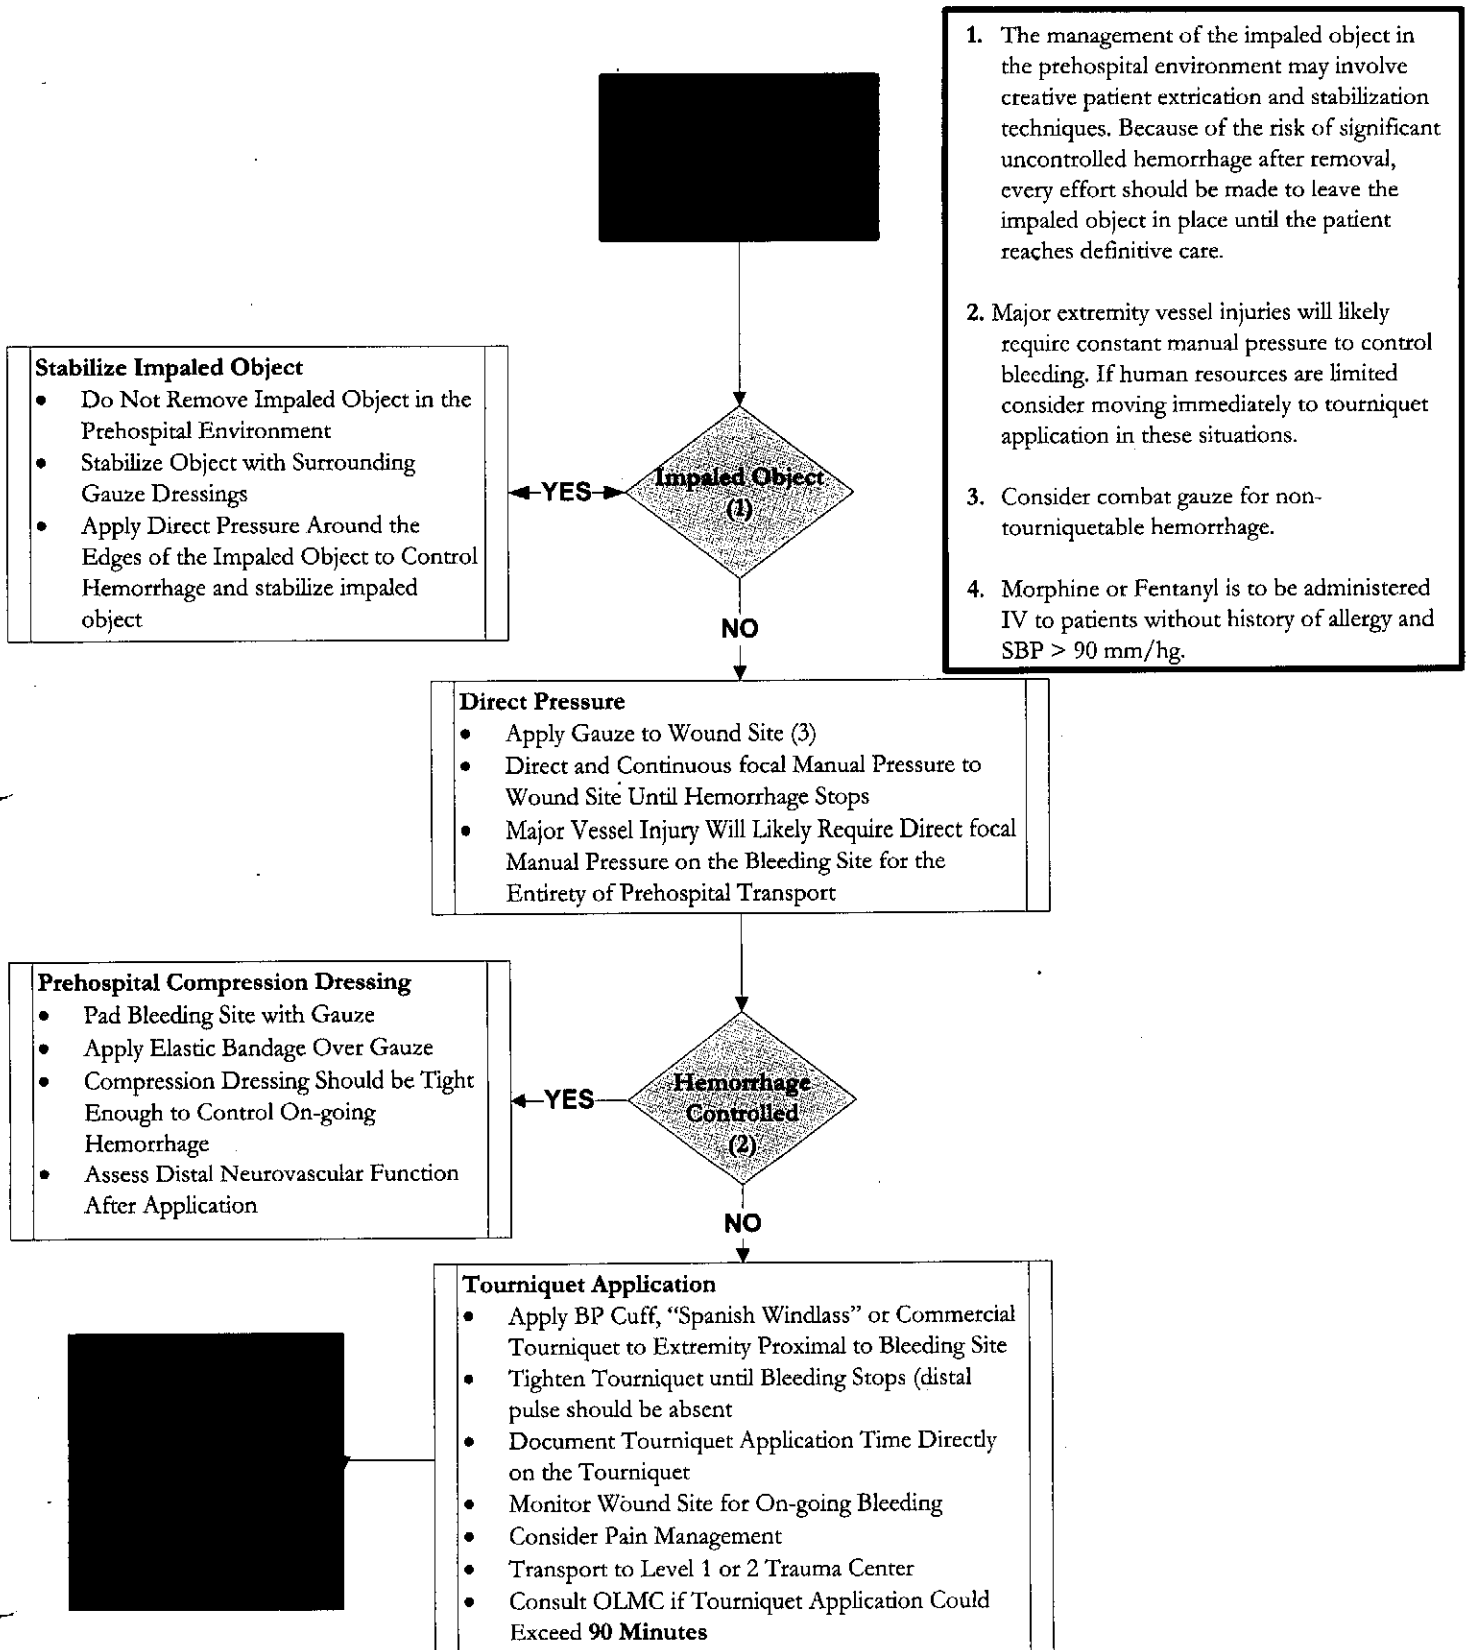 1. The management of the impaled object in
the prehospital environment may involve
creative patient extrication and stabilization
techniques. Because of the risk of significant
uncontrolled hemorrhage after removal,
every effort should be made to leave the
impaled object in place until the patient
reaches definitive care.
2. Major extremity vessel injuries will likely
require constant manual pressure to control
bleeding. If human resources are limited
consider moving immediately to tourniquet
application in these situations.
3. Consider combat gauze for non-
tourniquetable hemorrhage.
4. Morphine or Fentanyl is to be administered
IV to patients without history of allergy and
SBP > 90 mm/hg.
Stabilize Impaled Object
• Do Not Remove Impaled Object in the
Prehospital Environment
• Stabilize Object with Surrounding
Gauze Dressings
• Apply Direct Pressure Around the
Edges of the Impaled Object to Control
Hemorrhage and stabilize impaled
object
YES
Impaled Object
(1)
NO
Direct Pressure
• Apply Gauze to Wound Site (3)
• Direct and Continuous focal Manual Pressure to
Wound Site Until Hemorrhage Stops
• Major Vessel Injury Will Likely Require Direct focal
Manual Pressure on the Bleeding Site for the
Entirety of Prehospital Transport
Prehospital Compression Dressing
• Pad Bleeding Site with Gauze
• Apply Elastic Bandage Over Gauze
• Compression Dressing Should be Tight
Enough to Control On-going
Hemorrhage
• Assess Distal Neurovascular Function
After Application
YES
Hemorrhage
Controlled
(2)
NO
Tourniquet Application
• Apply BP Cuff, “Spanish Windlass” or Commercial
Tourniquet to Extremity Proximal to Bleeding Site
• Tighten Tourniquet until Bleeding Stops (distal
pulse should be absent
• Document Tourniquet Application Time Directly
on the Tourniquet
• Monitor Wound Site for On-going Bleeding
• Consider Pain Management
• Transport to Level 1 or 2 Trauma Center
• Consult OLMC if Tourniquet Application Could
Exceed 90 Minutes